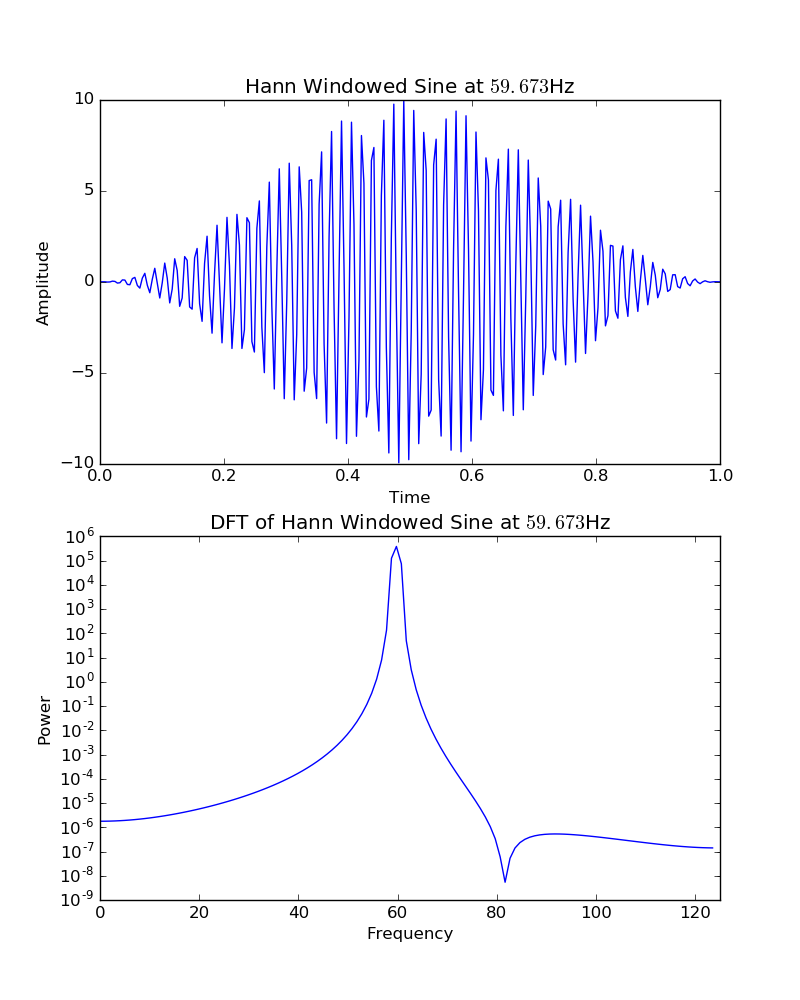 Hann Windowed Sine at 59.673Hz
10
5
0
−5
−10
Amplitude
0.0 0.2 0.4 0.6 0.8 1.0
Time
DFT of Hann Windowed Sine at 59.673Hz
10^6
10^5
10^4
10^3
10^2
10^1
10^0
10^-1
10^-2
10^-3
10^-4
10^-5
10^-6
10^-7
10^-8
10^-9
Power
0 20 40 60 80 100 120
Frequency